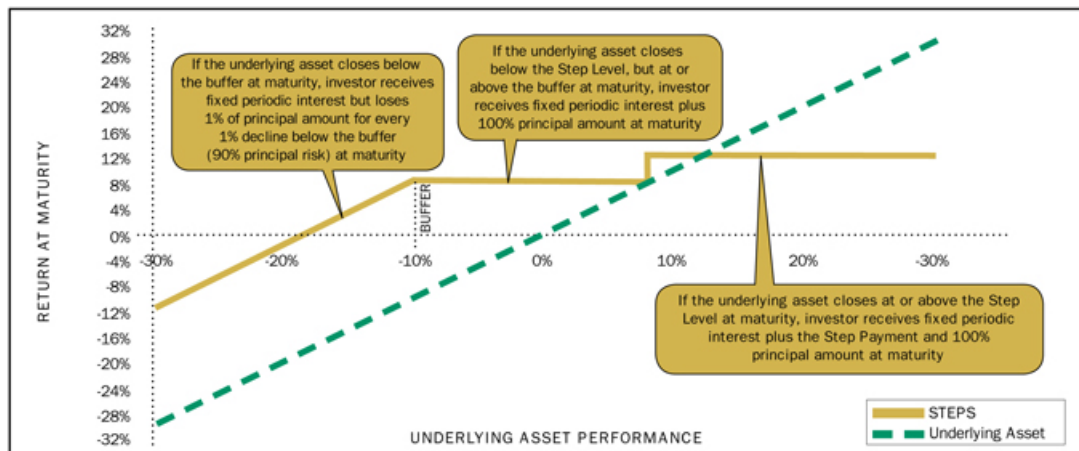 32%
28%
24%
20%
16%
12%
8%
4%
0%
-4%
-8%
-12%
-16%
-20%
-24%
-28%
-32%
RETURN AT MATURITY
If the underlying asset closes below
the buffer at maturity, investor receives
fixed periodic interest but loses
1% of principal amount for every
1% decline below the buffer
(90% principal risk) at maturity
If the underlying asset closes
below the Step Level, but at or
above the buffer at maturity, investor
receives fixed periodic interest plus
100% principal amount at maturity
BUFFER
-30%
-20%
-10%
0%
10%
20%
-30%
If the underlying asset closes at or above the Step
Level at maturity, investor receives fixed periodic
interest plus the Step Payment and 100%
principal amount at maturity
UNDERLYING ASSET PERFORMANCE
STEPS
Underlying Asset